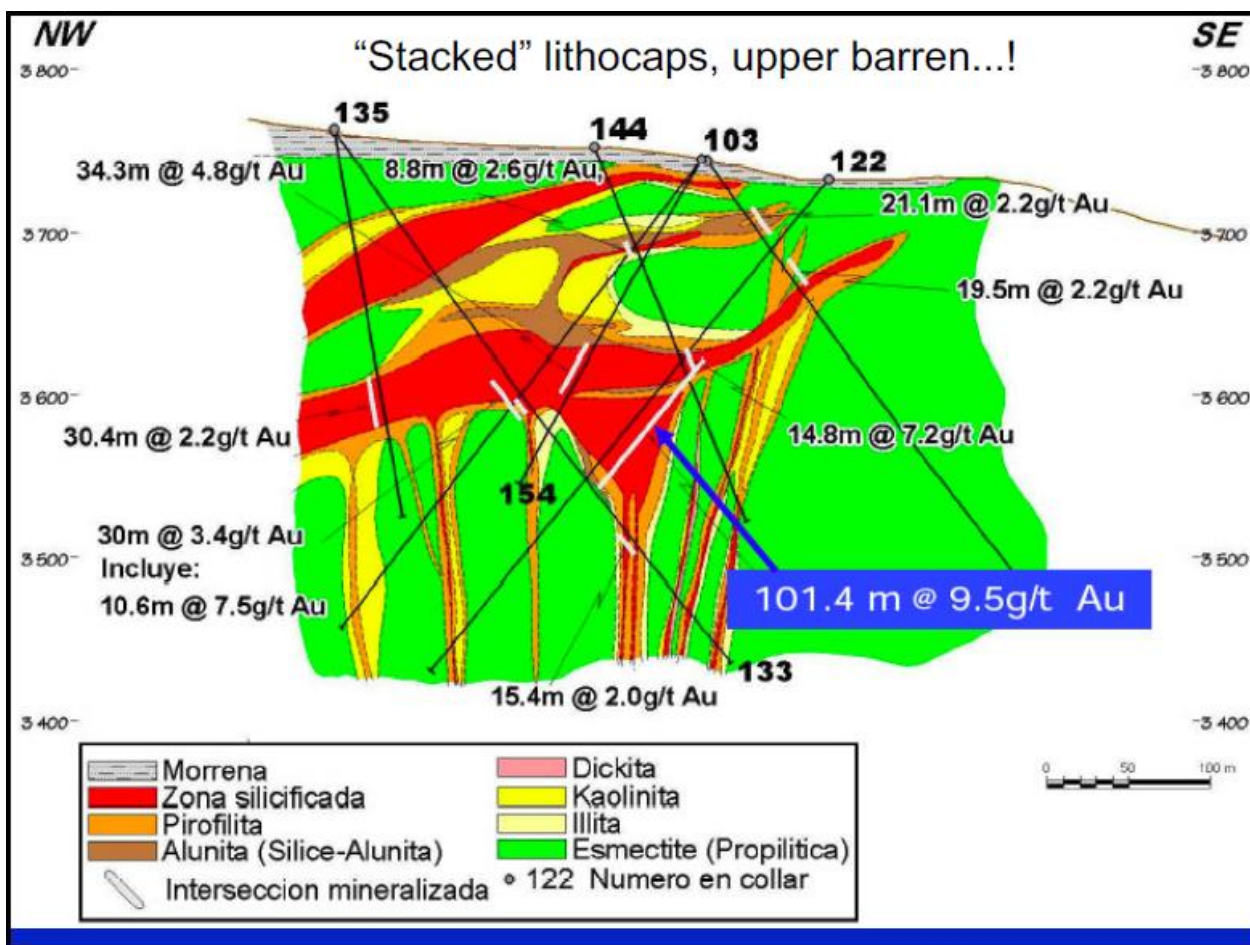 NW
SE
“Stacked” lithocaps, upper barren...!
3 800
3 800
135
144
103
122
34.3m @ 4.8g/t Au
8.8m @ 2.6g/t Au,
21.1m @ 2.2g/t Au
3 700
3 700
19.5m @ 2.2g/t Au
3 600
3 600
30.4m @ 2.2g/t Au
14.8m @ 7.2g/t Au
154
30m @ 3.4g/t Au
Incluye:
10.6m @ 7.5g/t Au
3 500
3 500
101.4 m @ 9.5g/t Au
133
15.4m @ 2.0g/t Au
3 400
3 400
Morrena
Zona silicificada
Pirofilita
Alunita (Silice-Alunita)
Interseccion mineralizada
Dickita
Kaolinita
Illita
Esmectite (Propilitica)
122 Numero en collar
0 50 100 m